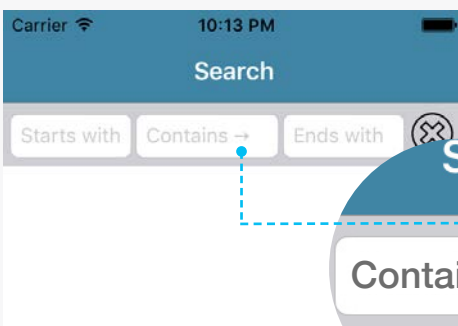 Carrier 10:13 PM
Search
Starts with Contains → Ends with
S
Contai